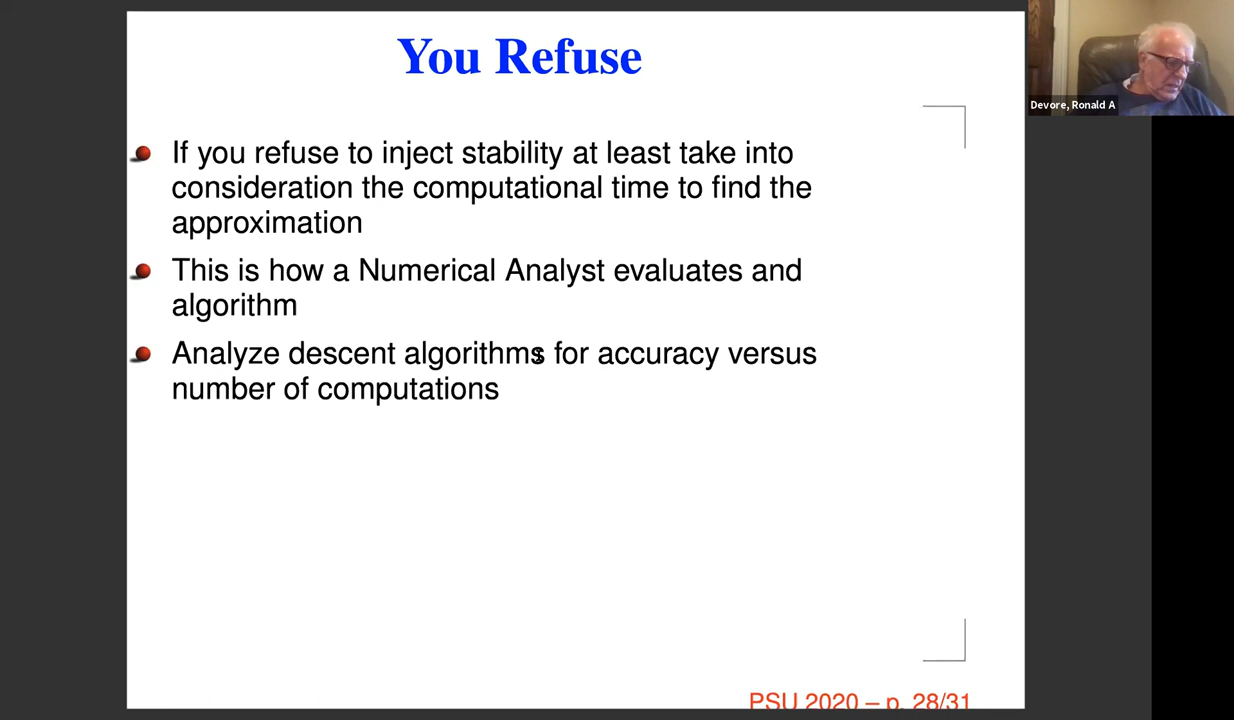 You Refuse
If you refuse to inject stability at least take into
consideration the computational time to find the
approximation
This is how a Numerical Analyst evaluates and
algorithm
Analyze descent algorithms for accuracy versus
number of computations
PSU 2020 – p. 28/31
Devore, Ronald A